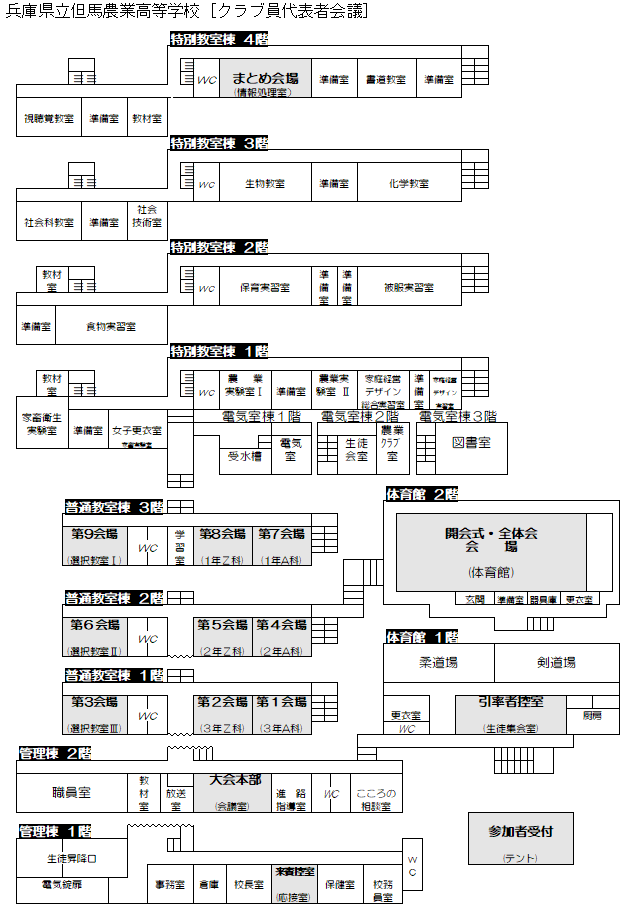 兵庫県立但馬農業高等学校 [クラブ員代表者会議]
特別教室棟 4階
WC
まとめ会場
(情報処理室)
準備室
書道教室
準備室
視聴覚教室
準備室
教材室
特別教室棟 3階
WC
生物教室
準備室
化学教室
社会科教室
準備室
社会
技術室
特別教室棟 2階
教材
室
WC
保育実習室
準備室
準備室
被服実習室
準備室
食物実習室
特別教室棟 1階
教材
室
WC
農 業
実験室Ⅰ
準備室
農業実
験室 Ⅱ
家庭経営
デザイン
総合実習室
準備室
家庭経営
デザイン
実習室
家畜衛生
実験室
準備室
女子更衣室
電気室棟1階
受水槽
電気
室
電気室棟2階
生徒
会室
農業
クラブ
室
電気室棟3階
図書室
普通教室棟 3階
第9会場
(選択教室Ⅰ)
WC
学習室
第8会場
(1年Z科)
第7会場
(1年A科)
体育館 2階
開会式・全体会
会 場
(体育館)
玄関
準備室
器具庫
更衣室
普通教室棟 2階
第6会場
(選択教室Ⅱ)
WC
第5会場
(2年Z科)
第4会場
(2年A科)
体育館 1階
柔道場
剣道場
更衣室
WC
引率者控室
(生徒集会室)
厨房
普通教室棟 1階
第3会場
(選択教室Ⅲ)
WC
第2会場
(3年Z科)
第1会場
(3年A科)
管理棟 2階
職員室
教材室
放送
室
大会本部
(会議室)
進 路
指導室
WC
こころの
相談室
管理棟 1階
生徒昇降口
電気錠扉
事務室
倉庫
校長室
来賓控室
(応接室)
保健室
校務
員室
WC
参加者受付
(テント)